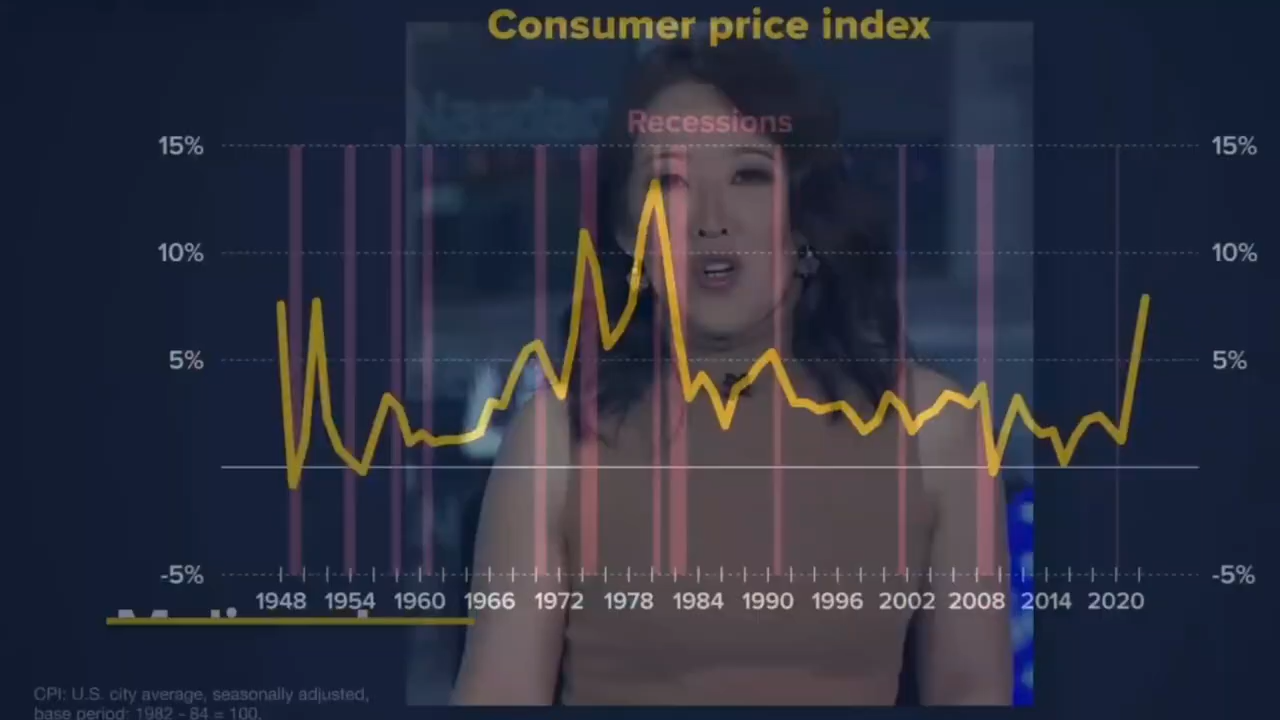 Consumer price index
Nasdaq
Recessions
15% 15%
10% 10%
5% 5%
-5% -5%
1948 1954 1960 1966 1972 1978 1984 1990 1996 2002 2008 2014 2020
CPI: U.S. city average, seasonally adjusted,
base period: 1982 - 84 = 100.